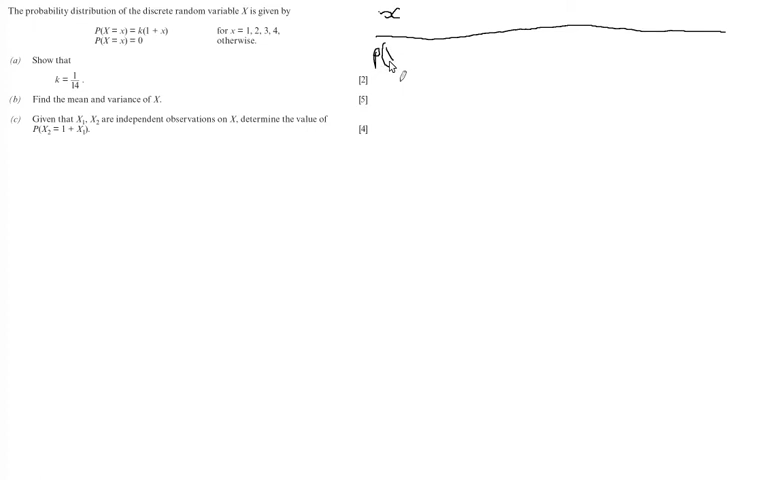 The probability distribution of the discrete random variable X is given by
P(X = x) = k(1 + x) for x = 1, 2, 3, 4,
P(X = x) = 0 otherwise.
(a) Show that
k = 1/14 . [2]
(b) Find the mean and variance of X. [5]
(c) Given that X₁, X₂ are independent observations on X, determine the value of
P(X₂ = 1 + X₁). [4]
x
P(